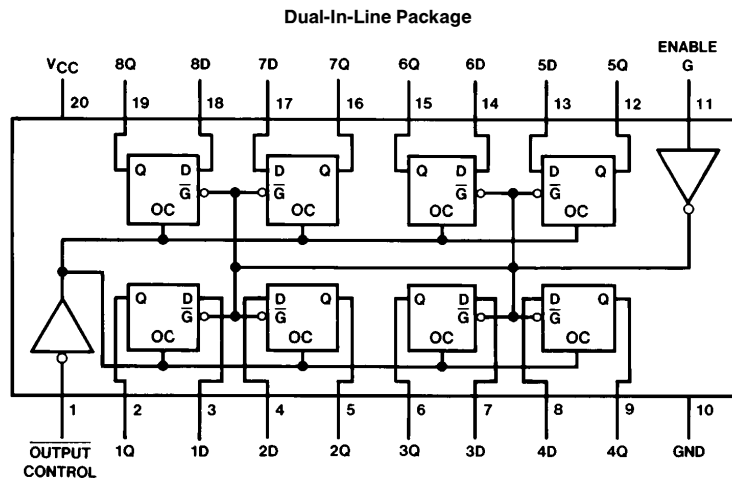 Dual-In-Line Package
ENABLE
VCC 8Q 8D 7D 7Q 6Q 6D 5D 5Q G
20 19 18 17 16 15 14 13 12 11
Q D D Q Q D D Q
G̅ G̅ G̅ G̅
OC OC OC OC
Q D D Q Q D D Q
G̅ G̅ G̅ G̅
OC OC OC OC
1 2 3 4 5 6 7 8 9 10
O̅U̅T̅P̅U̅T̅ 1Q 1D 2D 2Q 3Q 3D 4D 4Q GND
CONTROL